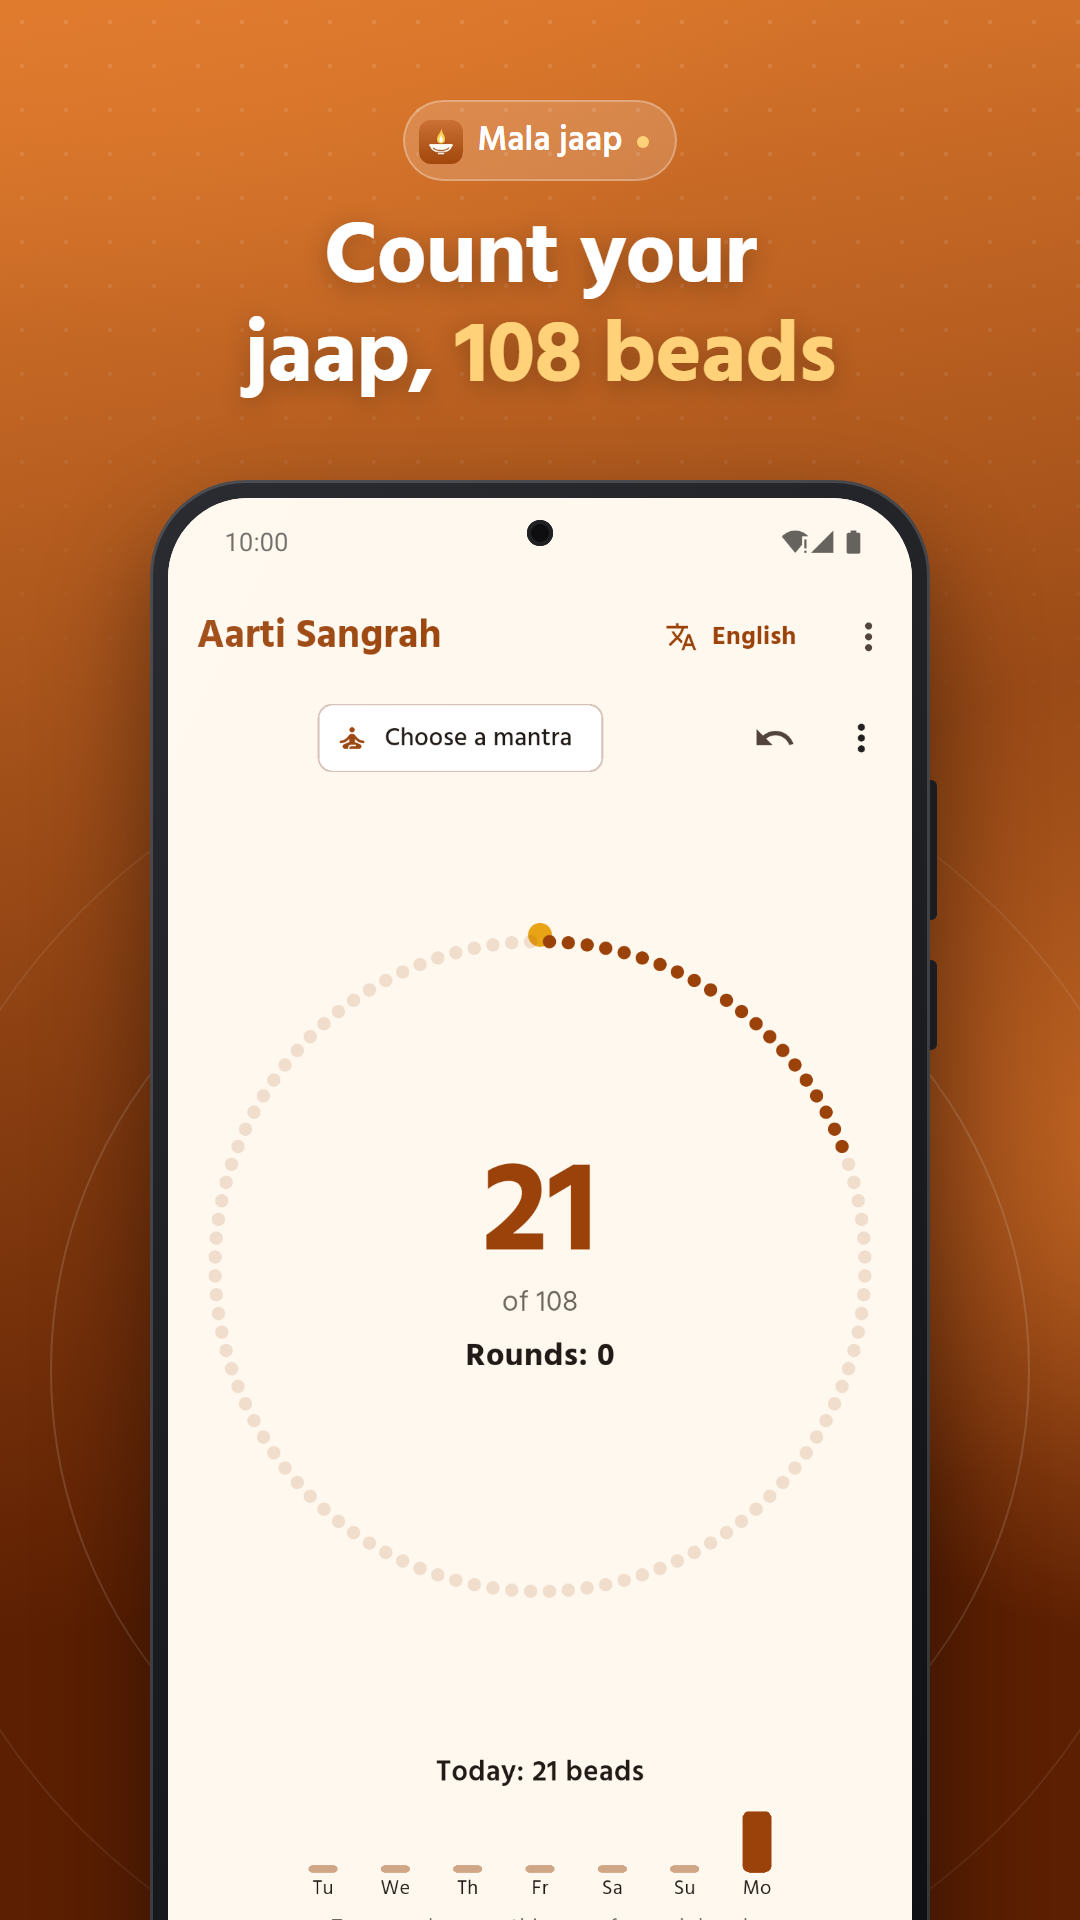 Mala jaap
Count your
jaap, 108 beads
10:00
Aarti Sangrah
English
Choose a mantra
21
of 108
Rounds: 0
Today: 21 beads
Tu We Th Fr Sa Su Mo